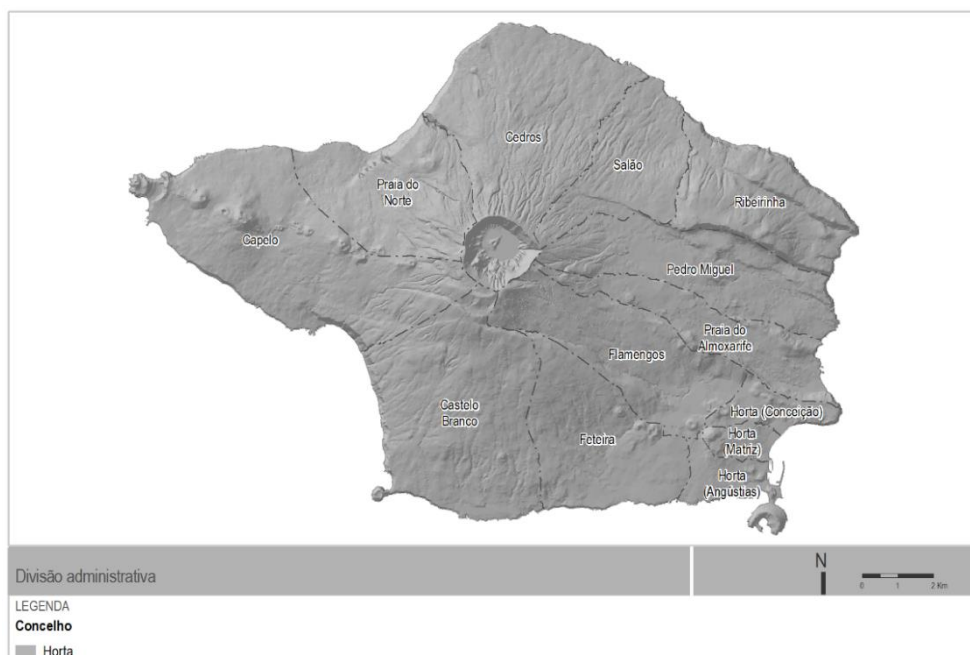 Cedros
Salão
Praia do
Norte
Ribeirinha
Capelo
Pedro Miguel
Praia do
Almoxarife
Flamengos
Castelo
Branco
Horta (Conceição)
Feteira
Horta
(Matriz)
Horta
(Angústias)
Divisão administrativa
N
0 1 2 Km
LEGENDA
Concelho
Horta